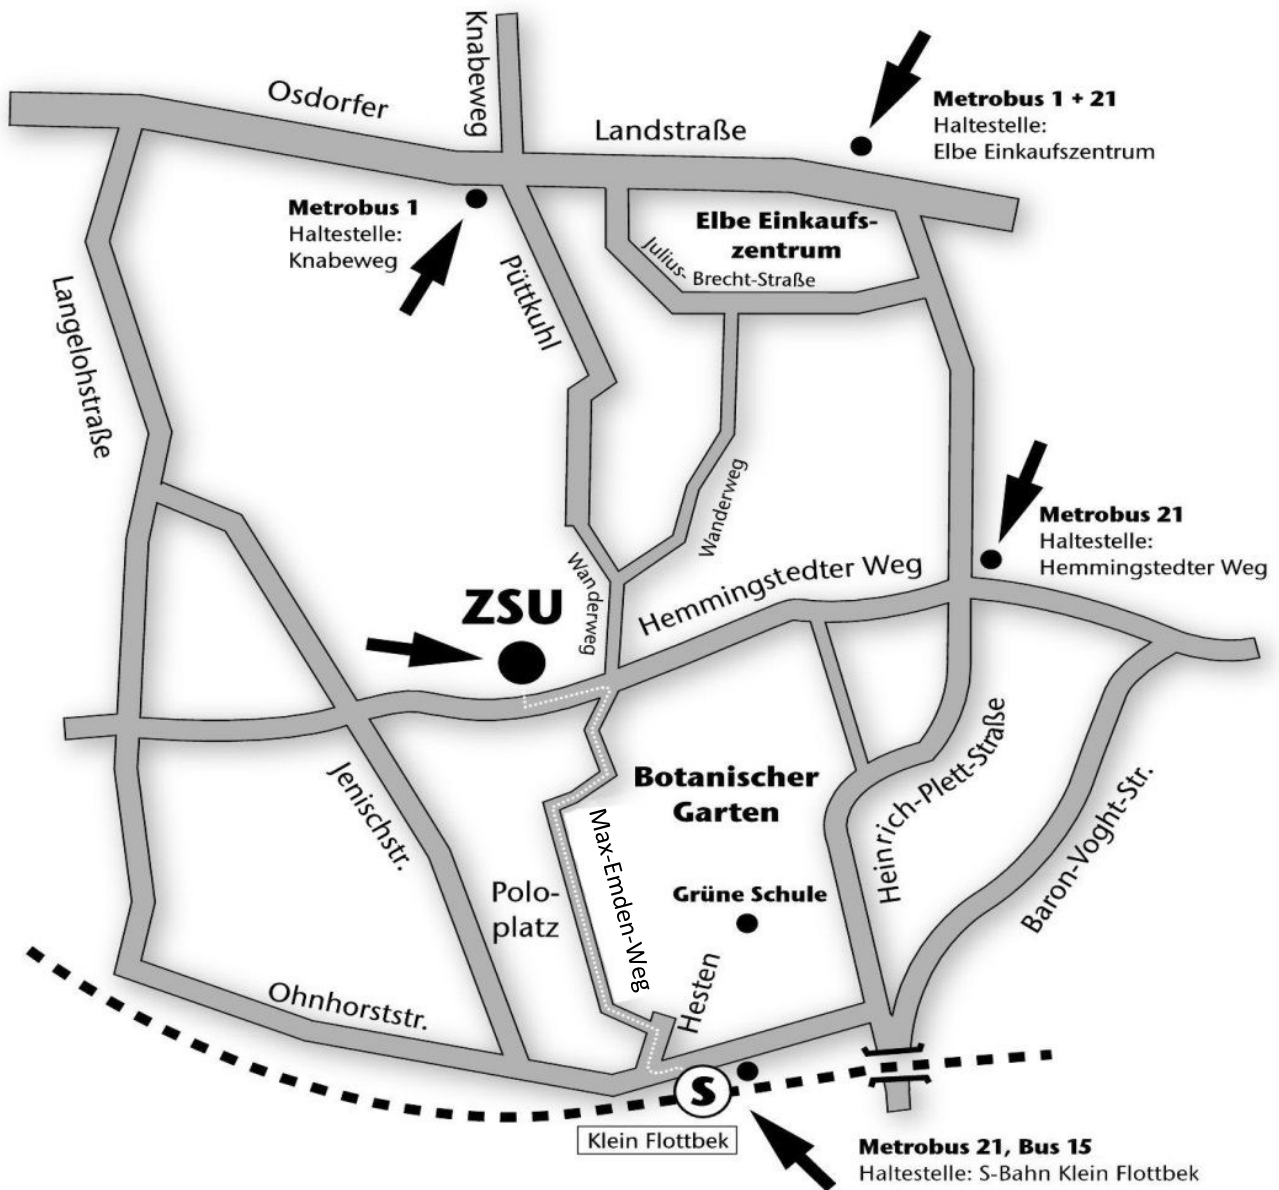 Knabeweg
Osdorfer
Landstraße
Metrobus 1 + 21
Haltestelle:
Elbe Einkaufszentrum
Metrobus 1
Haltestelle:
Knabeweg
Elbe Einkaufs-
zentrum
Julius-
Brecht-Straße
Püttkuhl
Langelohstraße
Wanderweg
Metrobus 21
Haltestelle:
Hemmingstedter Weg
Wanderweg
Hemmingstedter Weg
ZSU
Jenischstr.
Botanischer
Garten
Heinrich-Plett-Straße
Baron-Voght-Str.
Max-Emden-Weg
Polo-
platz
Grüne Schule
Hesten
Ohnhorststr.
S
Klein Flottbek
Metrobus 21, Bus 15
Haltestelle: S-Bahn Klein Flottbek